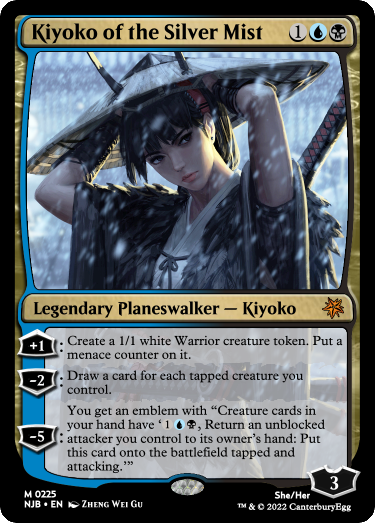 Kiyoko of the Silver Mist 1
Legendary Planeswalker — Kiyoko
+1: Create a 1/1 white Warrior creature token. Put a
menace counter on it.
-2: Draw a card for each tapped creature you
control.
You get an emblem with “Creature cards in
your hand have ‘ 1 , Return an unblocked
-5: attacker you control to its owner's hand: Put
this card onto the battlefield tapped and
attacking.’”
3
M 0225 She/Her
NJB • EN Zheng Wei Gu ™ & © 2022 CanterburyEgg